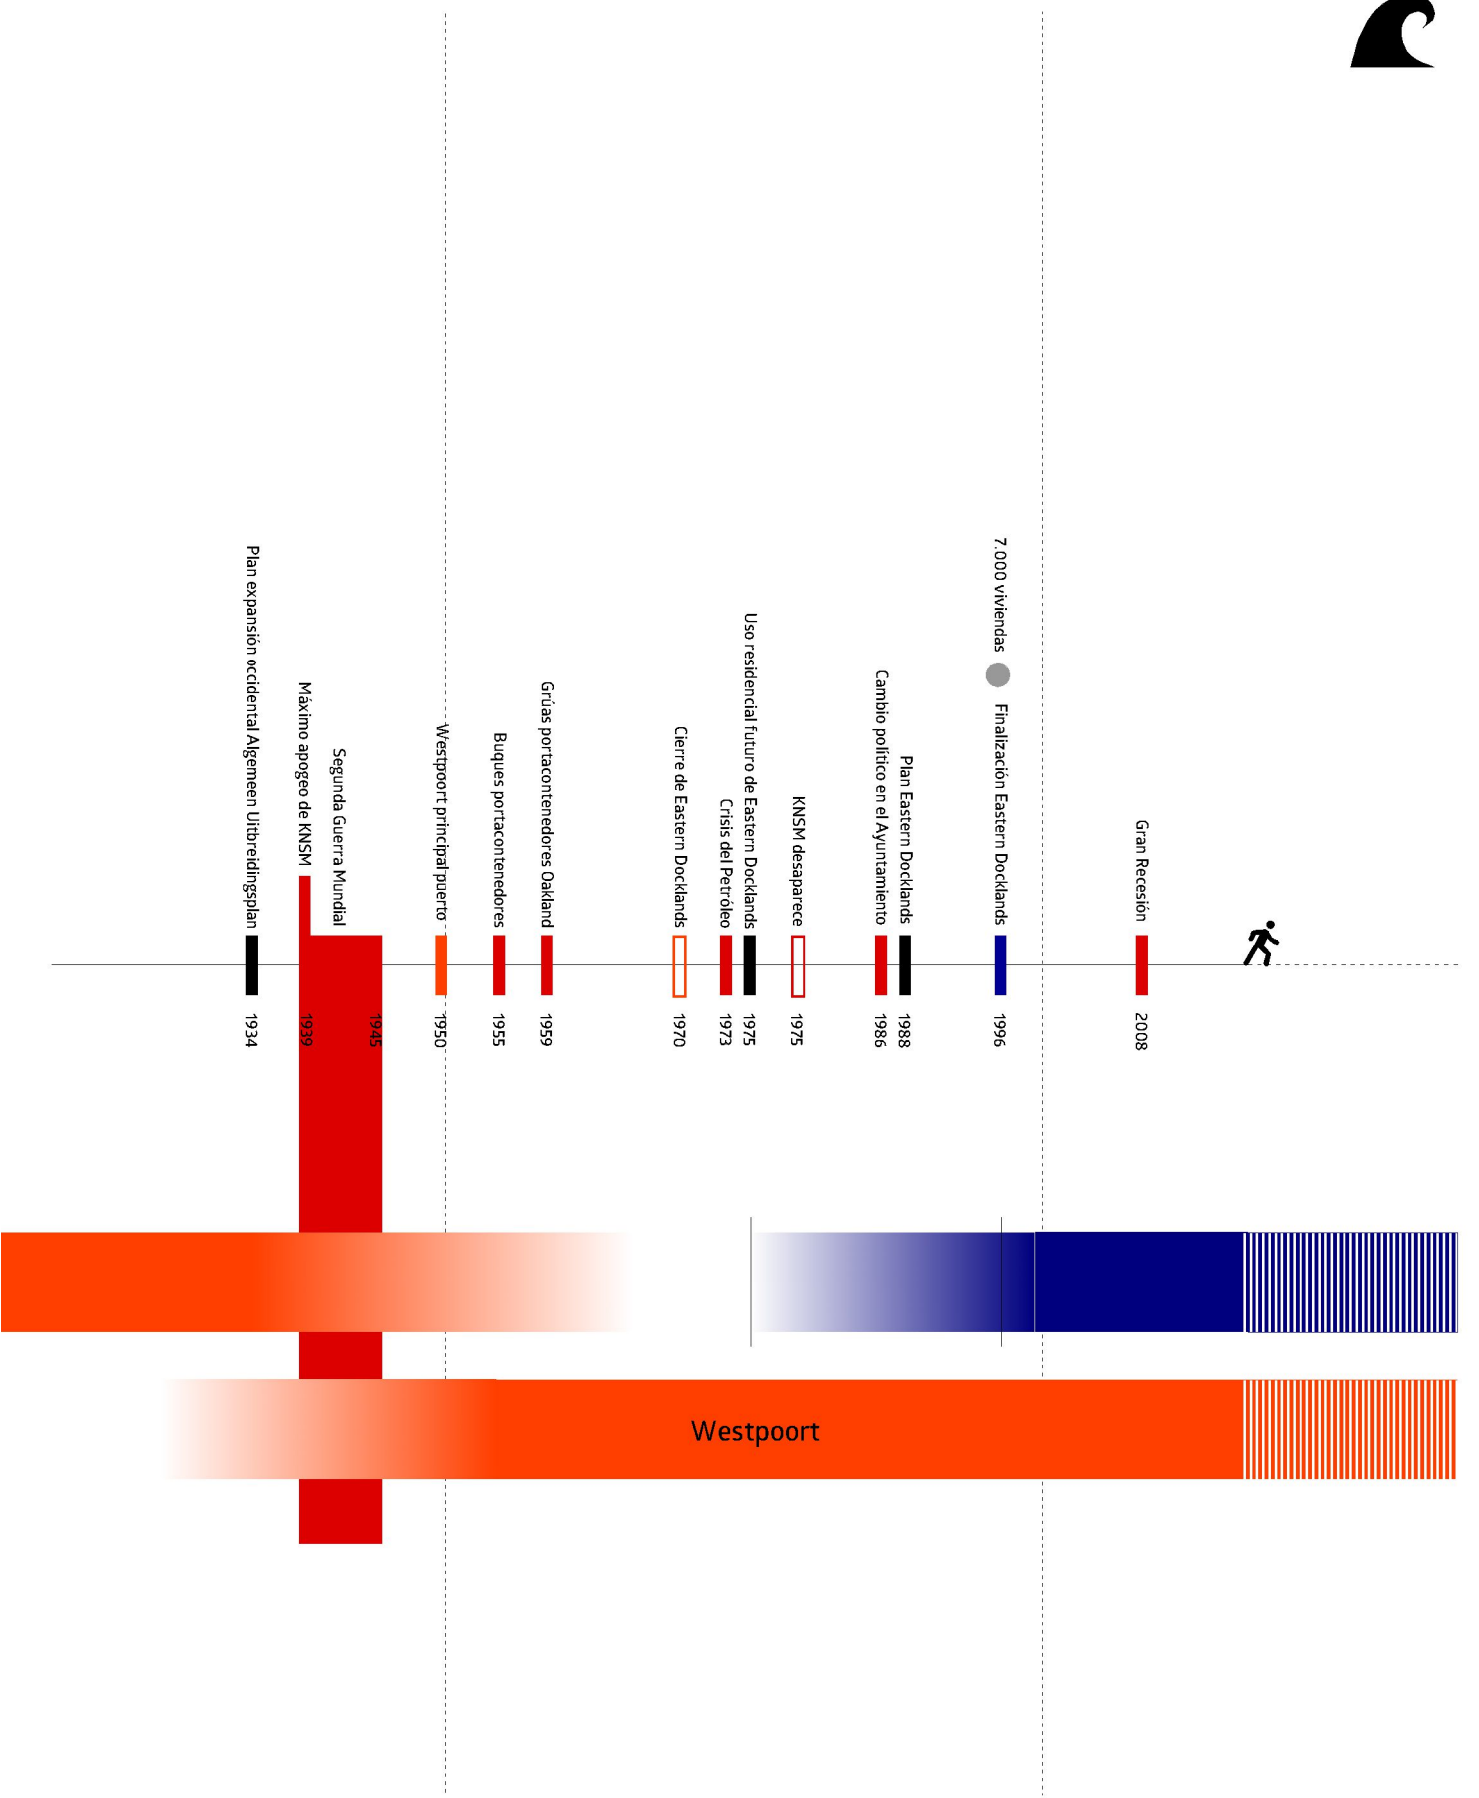 Plan expansión occidental Algemeen Uitbreidingsplan
1934
Máximo apogeo de KNSM
1939
Segunda Guerra Mundial
1945
Westpoort principal puerto
1950
Buques portacontenedores
1955
Grúas portacontenedores Oakland
1959
Cierre de Eastern Docklands
1970
Crisis del Petróleo
1973
Uso residencial futuro de Eastern Docklands
1975
KNSM desaparece
1975
Cambio político en el Ayuntamiento
1986
Plan Eastern Docklands
1988
7.000 viviendas
Finalización Eastern Docklands
1996
Gran Recesión
2008
Westpoort